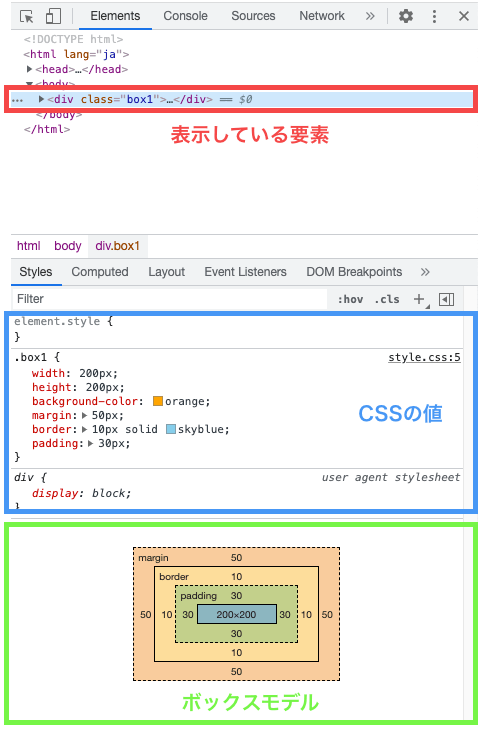 Elements Console Sources Network »
<!DOCTYPE html>
<html lang="ja">
▶<head>…</head>
▼<body>
… ▶<div class="box1">…</div> == $0
</body>
</html>
表示している要素
html body div.box1
Styles Computed Layout Event Listeners DOM Breakpoints »
Filter :hov .cls +
element.style {
}
.box1 { style.css:5
width: 200px;
height: 200px;
background-color: orange;
margin:▶ 50px;
border:▶ 10px solid skyblue;
padding:▶ 30px;
}
CSSの値
div { user agent stylesheet
display: block;
}
margin 50
border 10
padding 30
50 10 30 200×200 30 10 50
30
10
50
ボックスモデル